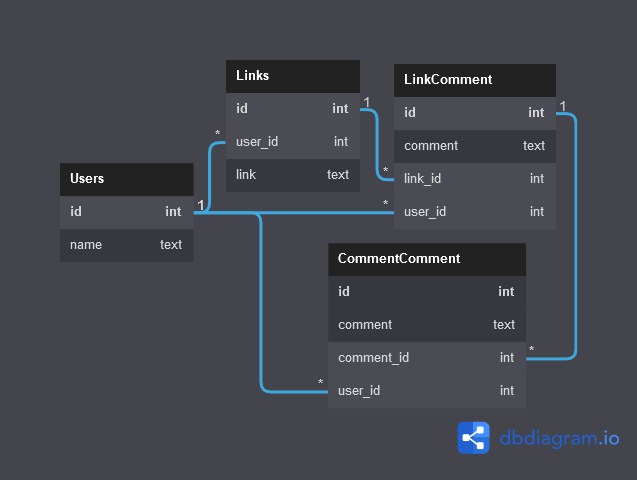 Links
id int
user_id int
link text
LinkComment
id int
comment text
link_id int
user_id int
Users
id int
name text
CommentComment
id int
comment text
comment_id int
user_id int
1
*
1
*
*
1
*
*
dbdiagram.io